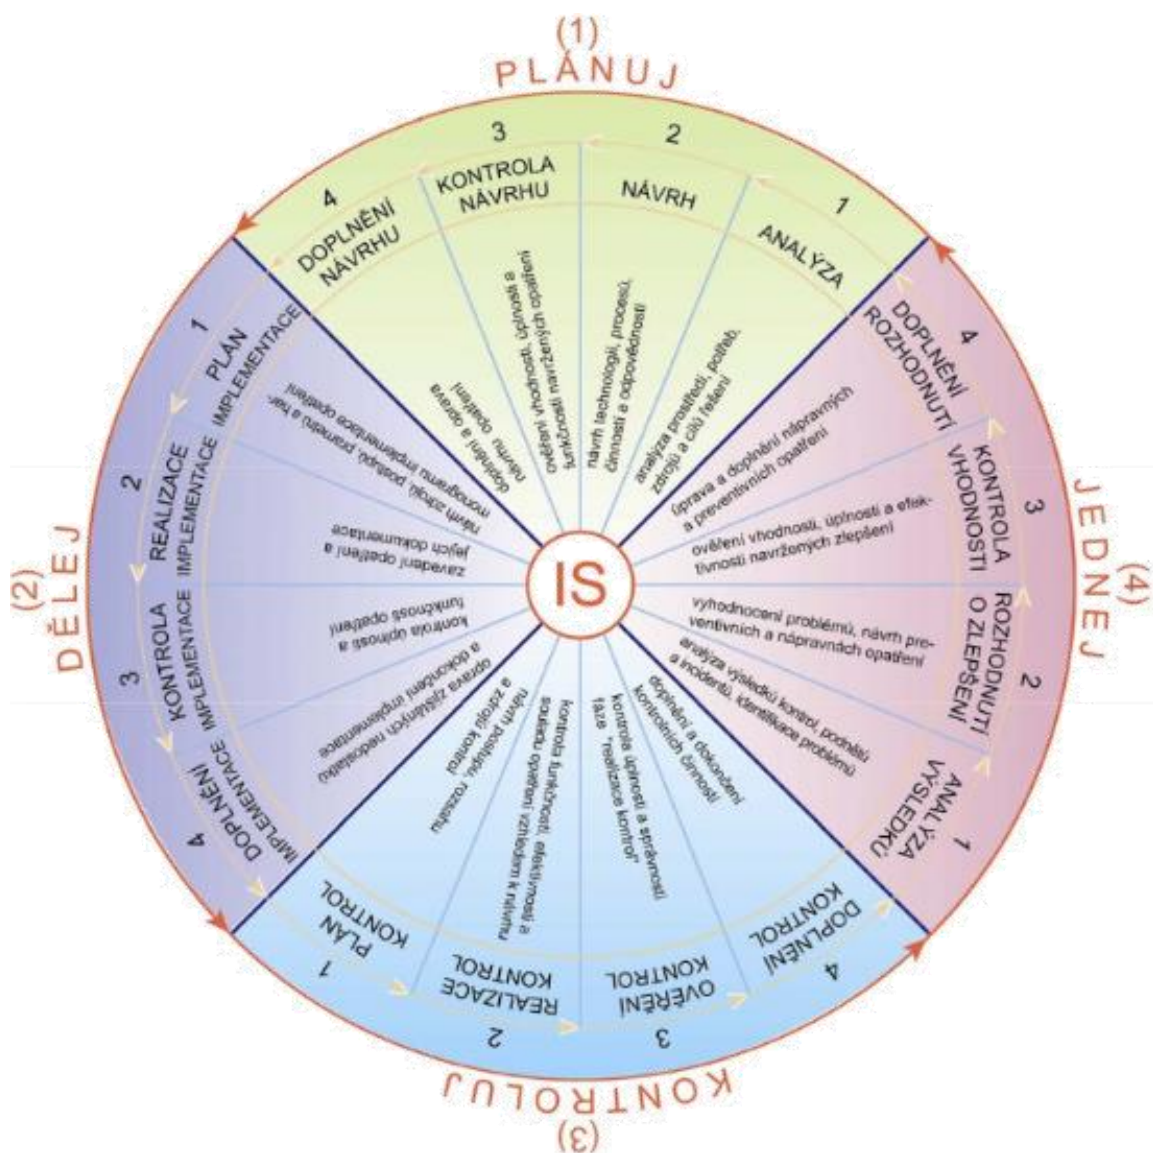 (1)
PLÁNUJ
1
ANALÝZA
analýza prostředí, potřeb,
zdrojů a cílů řešení
2
NÁVRH
návrh technologií, procesů,
činností a odpovědností
3
KONTROLA
NÁVRHU
ověření vhodnosti, úplnosti a
funkčnosti navržených opatření
4
DOPLNĚNÍ
NÁVRHU
doplnění a oprava
návrhu opatření
(2)
DĚLEJ
1
PLÁN
IMPLEMENTACE
návrh zdrojů, postupů, prametrů a har-
monogramu implementace opatření
2
REALIZACE
IMPLEMENTACE
zavedení opatření a
jejich dokumentace
3
KONTROLA
IMPLEMENTACE
kontrola úplnosti a
funkčnosti opatření
4
DOPLNĚNÍ
IMPLEMENTACE
oprava zjištěných nedostatků
a dokončení implementace
(3)
KONTROLUJ
1
PLÁN
KONTROL
návrh postupu, rozsahu
a zdrojů kontrol
2
REALIZACE
KONTROL
kontrola funkčnosti, efektivnosti a
souladu opatření vzhledem k návrhu
3
OVĚŘĚNÍ
KONTROL
kontrola úplnosti a správnosti
fáze "realizace kontrol"
4
DOPLNĚNÍ
KONTROL
doplnění a dokončení
kontrolních činností
(4)
JEDNEJ
1
ANALÝZA
VÝSLEDKŮ
analýza výsledků kontrol, podnětů
a incidentů, identifikace problémů
2
ROZHODNUTÍ
O ZLEPŠENÍ
vyhodnocení problémů, návrh pre-
ventivních a nápravnách opatření
3
KONTROLA
VHODNOSTI
ověření vhodnosti, úplnosti a efek-
tivnosti navržených zlepšení
4
DOPLNĚNÍ
ROZHODNUTÍ
úprava a doplnění nápravných
a preventivních opatření
IS